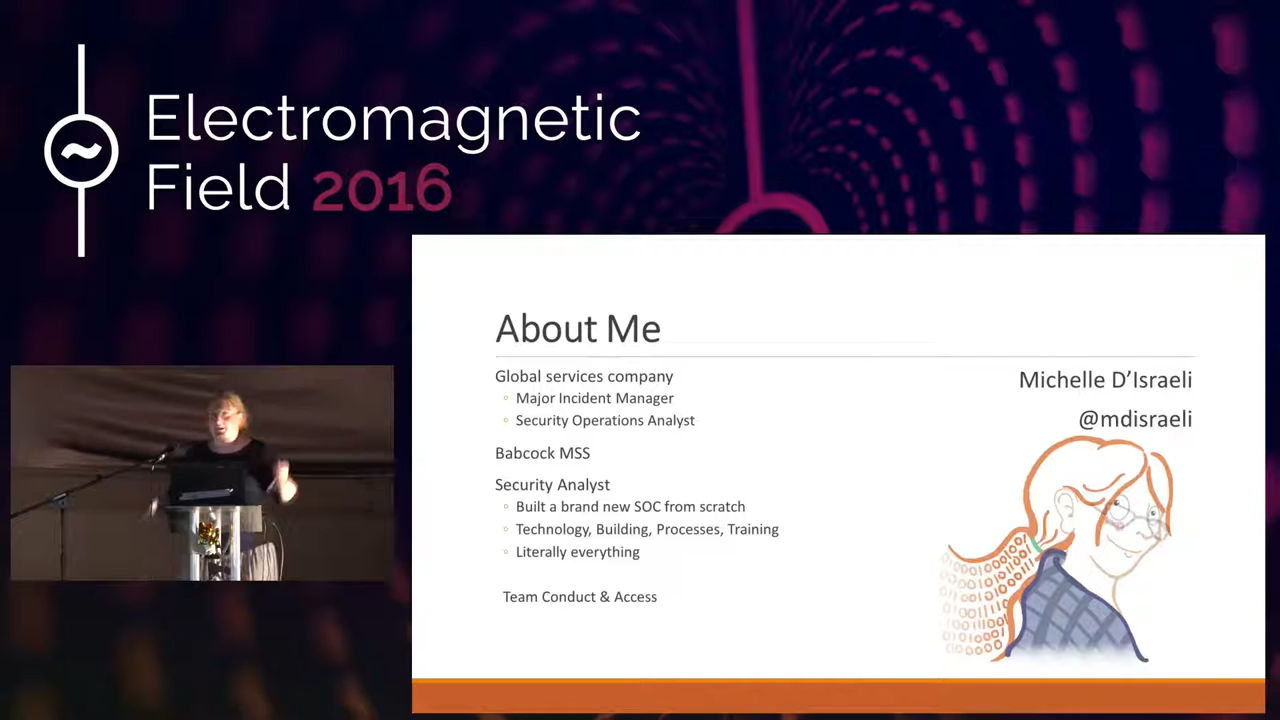 Electromagnetic
Field 2016
About Me
Global services company
Major Incident Manager
Security Operations Analyst
Babcock MSS
Security Analyst
Built a brand new SOC from scratch
Technology, Building, Processes, Training
Literally everything
Team Conduct & Access
Michelle D’Israeli
@mdisraeli